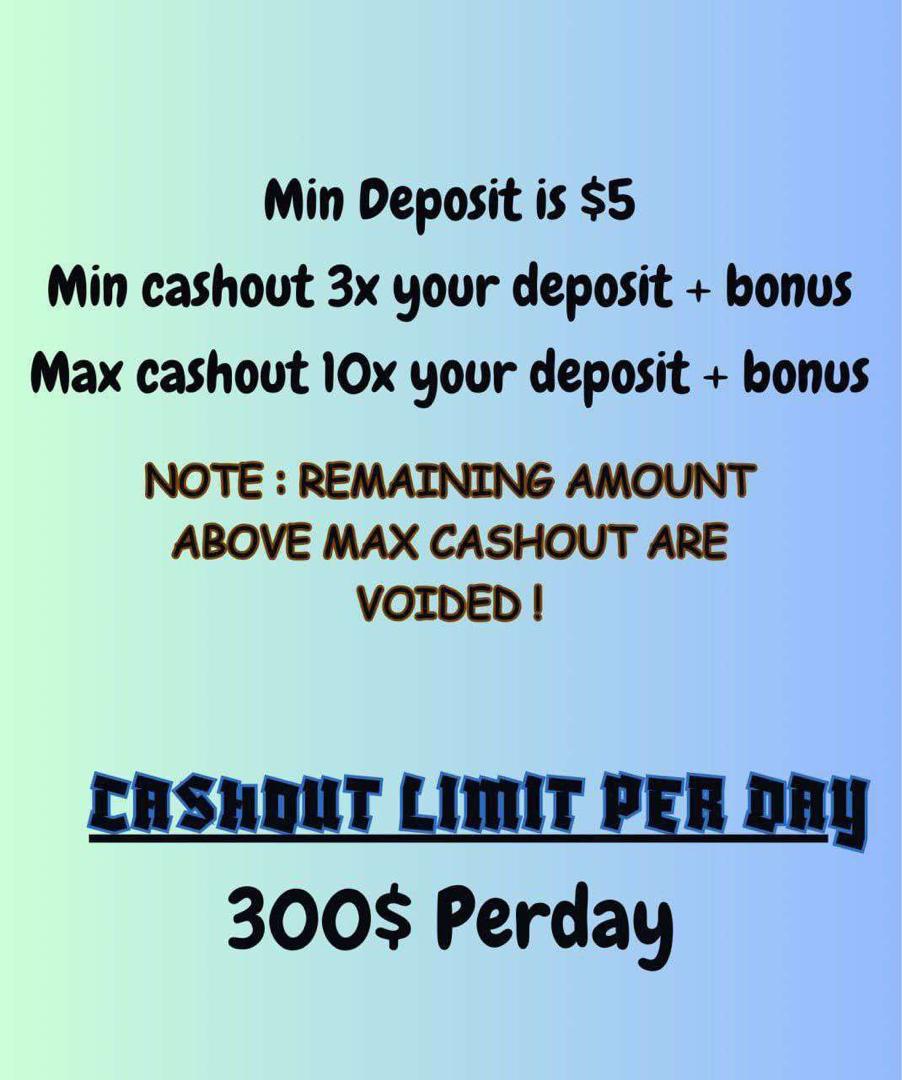 Min Deposit is $5
Min cashout 3x your deposit + bonus
Max cashout 10x your deposit + bonus
NOTE : REMAINING AMOUNT
ABOVE MAX CASHOUT ARE
VOIDED !
CASHOUT LIMIT PER DAY
300$ Perday